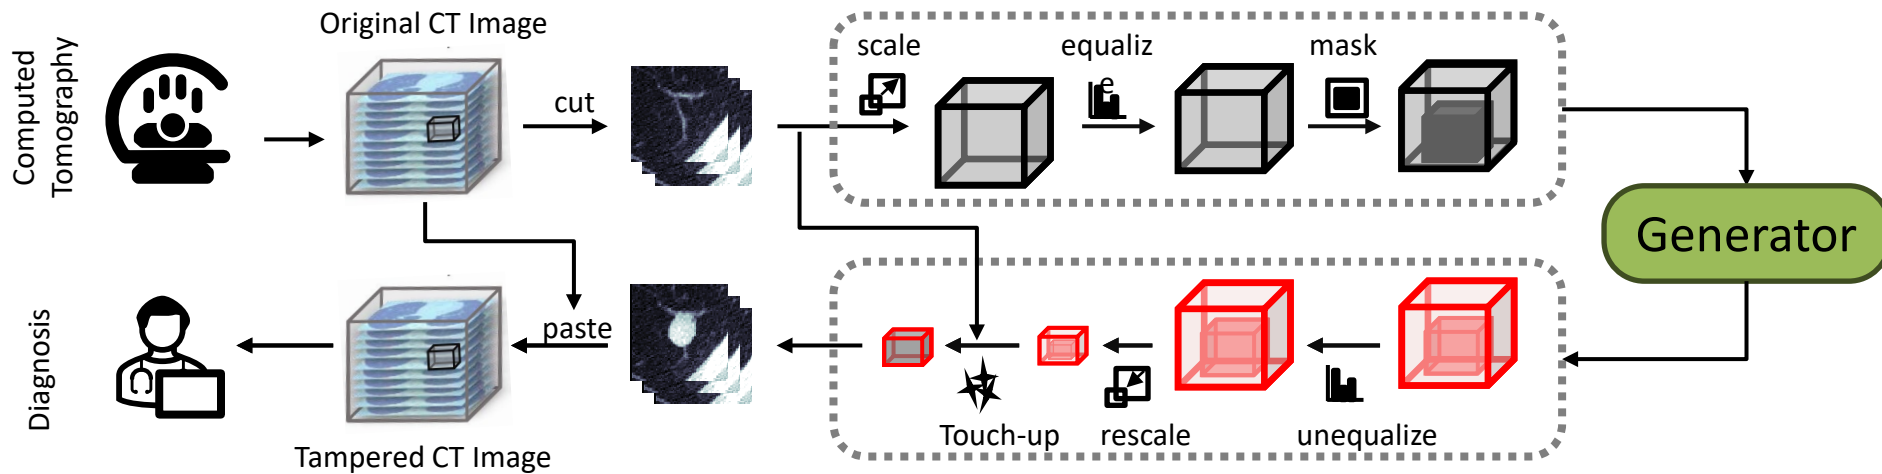 Computed
Tomography
Original CT Image
cut
scale
equaliz
e
mask
Generator
Diagnosis
paste
Tampered CT Image
Touch-up
rescale
unequalize